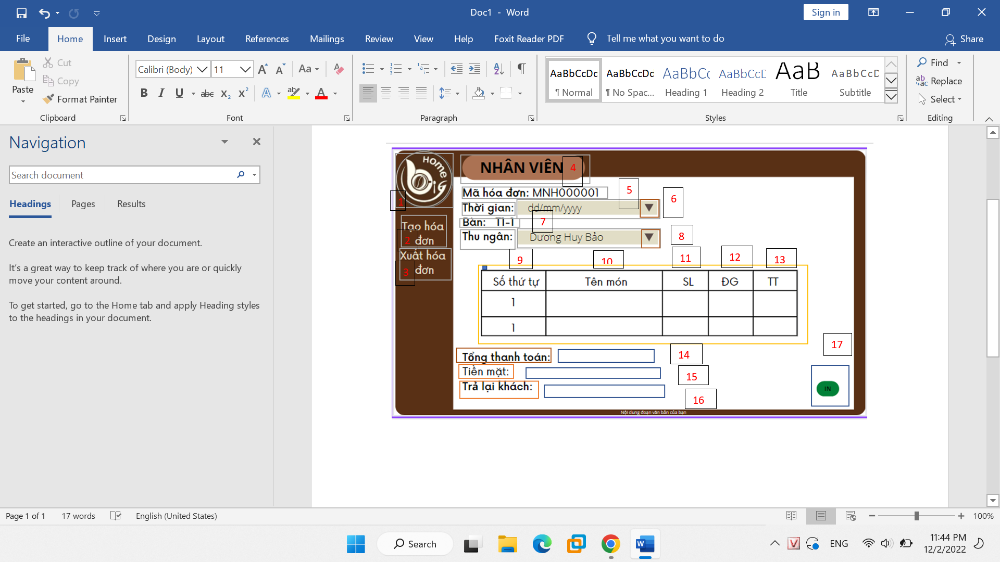 Doc1 - Word
Sign in
File
Home
Insert
Design
Layout
References
Mailings
Review
View
Help
Foxit Reader PDF
Tell me what you want to do
Share
Paste
Cut
Copy
Format Painter
Clipboard
Calibri (Body)
11
Aa
B I U abc X2 X2 A ab A
Font
Paragraph
AaBbCcDc
¶ Normal
AaBbCcDc
¶ No Spac...
AaBbCc
Heading 1
AaBbCcD
Heading 2
AaB
Title
AaBbCcD
Subtitle
Styles
Find
Replace
Select
Editing
Navigation
Search document
Headings
Pages
Results
Create an interactive outline of your document.
It’s a great way to keep track of where you are or quickly
move your content around.
To get started, go to the Home tab and apply Heading styles
to the headings in your document.
Home
BiG
1
Tạo hóa
2 đơn
Xuất hóa
3 đơn
NHÂN VIÊN 4
Mã hóa đơn: MNH000001 5
Thời gian: dd/mm/yyyy 6
Bàn: T1-1 7
Thu ngân: Dương Huy Bảo 8
9 10 11 12 13
Số thứ tự Tên món SL ĐG TT
1
1
17
Tổng thanh toán: 14
Tiền mặt: 15
Trả lại khách: 16
IN
Nội dung đoạn văn bản của bạn
Page 1 of 1
17 words
English (United States)
100%
Search
ENG
11:44 PM
12/2/2022